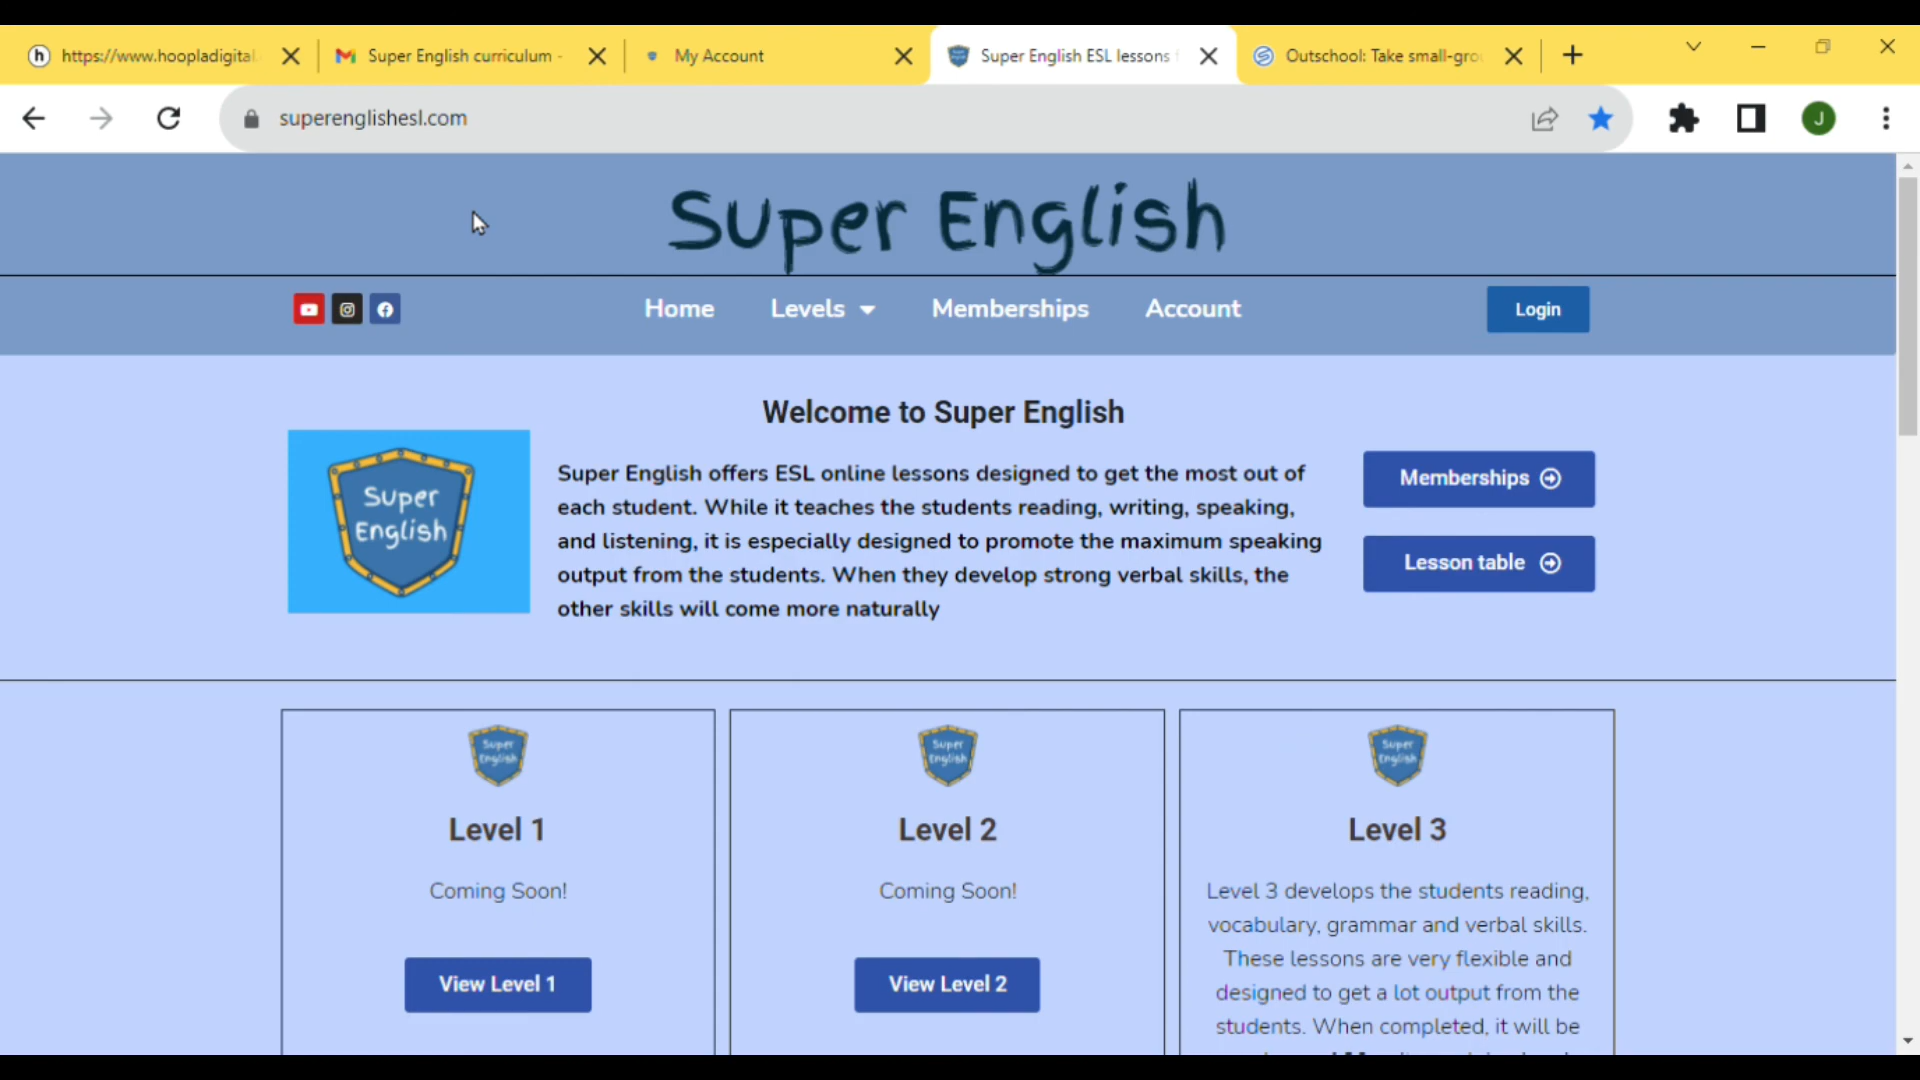 https://www.hoopladigital.
Super English curriculum -
My Account
Super English ESL lessons f
Outschool: Take small-gro
superenglishesl.com
J
Super English
Home
Levels
Memberships
Account
Login
Welcome to Super English
Super
English
Super English offers ESL online lessons designed to get the most out of
each student. While it teaches the students reading, writing, speaking,
and listening, it is especially designed to promote the maximum speaking
output from the students. When they develop strong verbal skills, the
other skills will come more naturally
Memberships
Lesson table
Super
English
Level 1
Coming Soon!
View Level 1
Super
English
Level 2
Coming Soon!
View Level 2
Super
English
Level 3
Level 3 develops the students reading,
vocabulary, grammar and verbal skills.
These lessons are very flexible and
designed to get a lot output from the
students. When completed, it will be